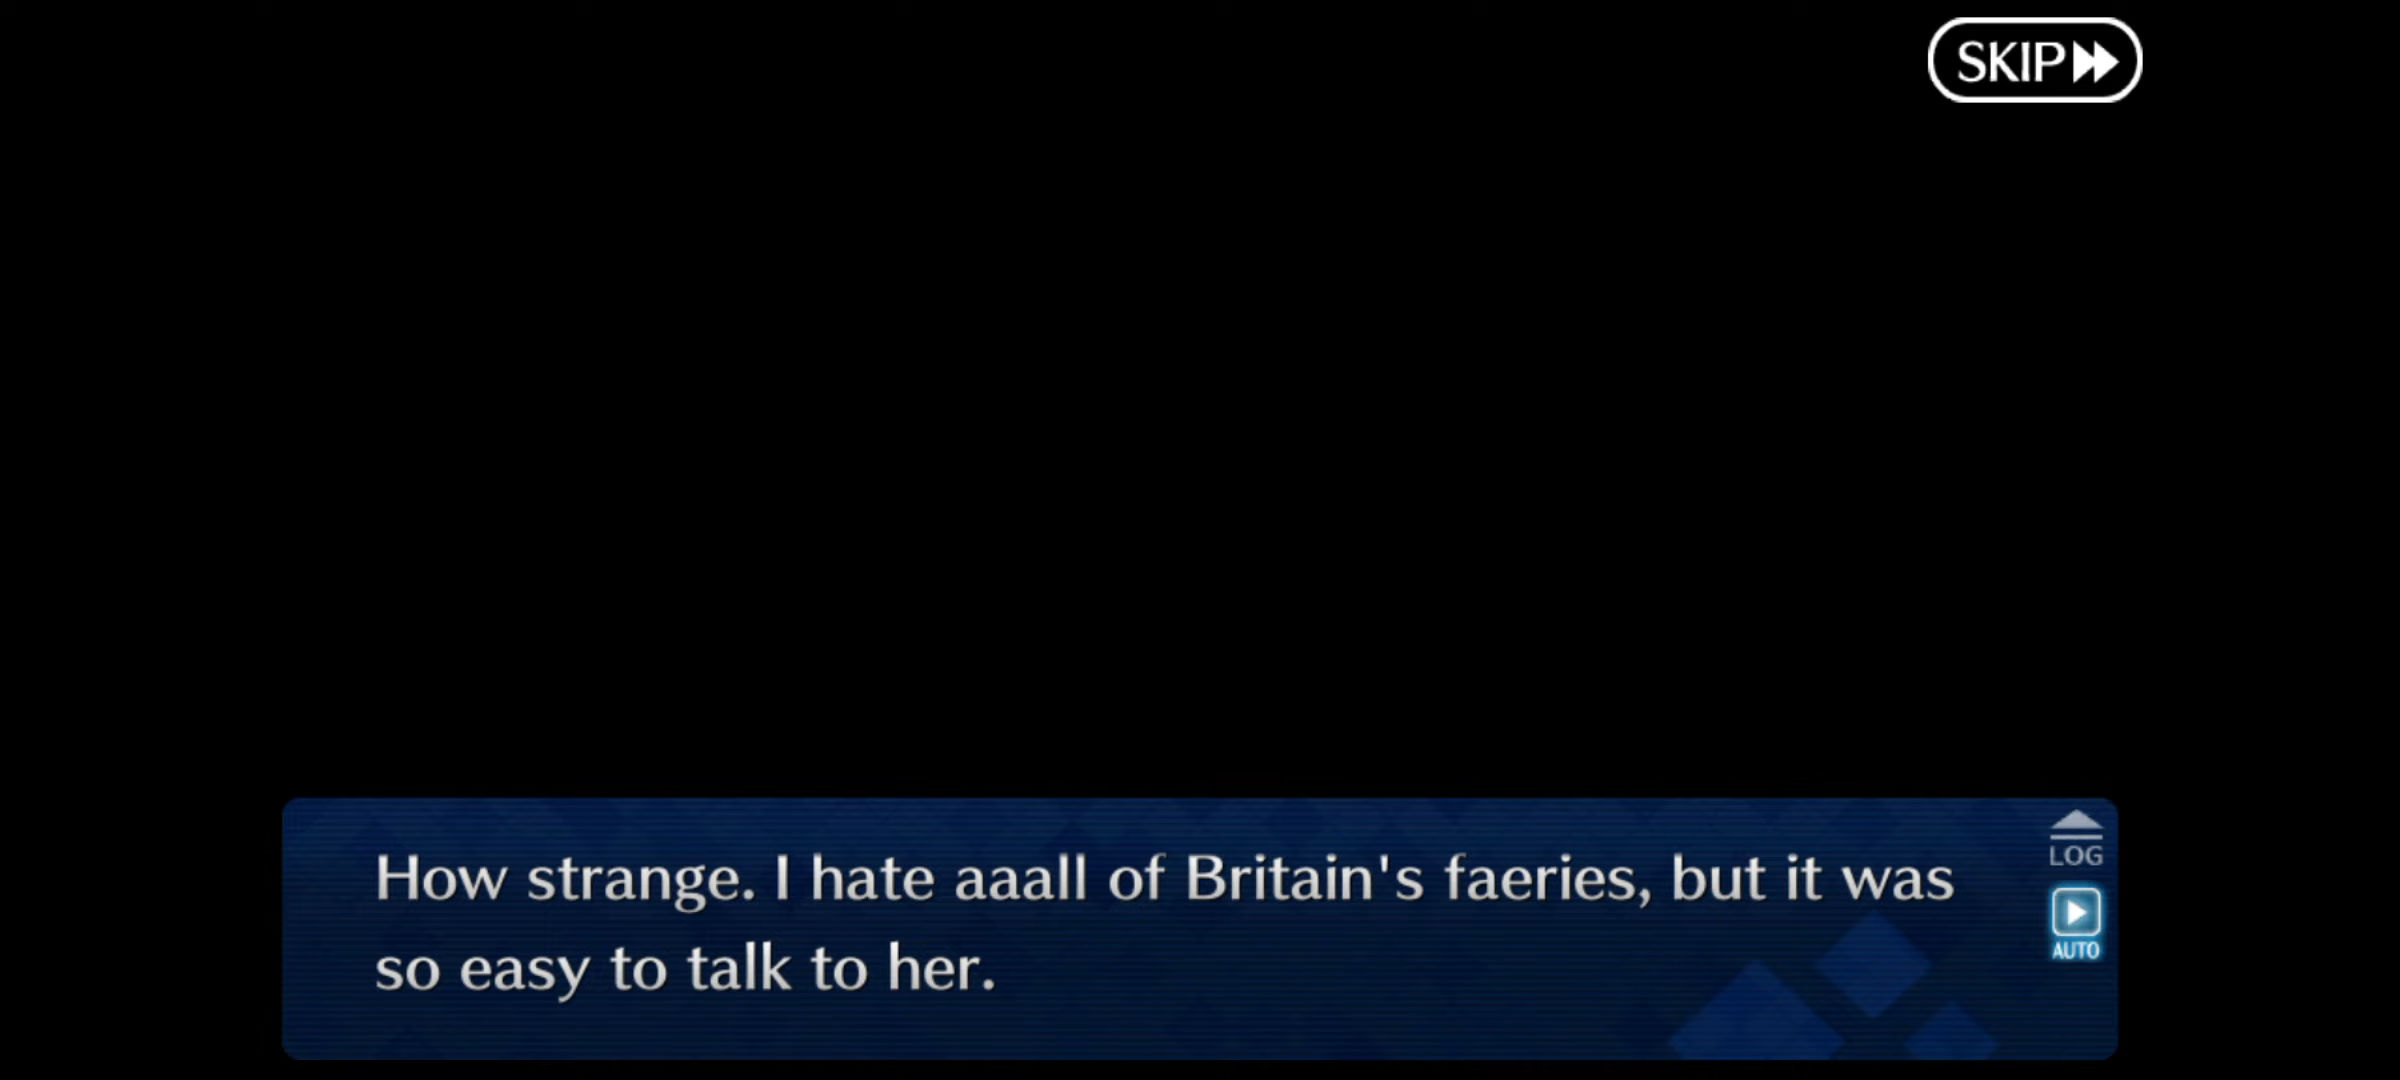 SKIP
How strange. I hate aaall of Britain's faeries, but it was
so easy to talk to her.
LOG
AUTO